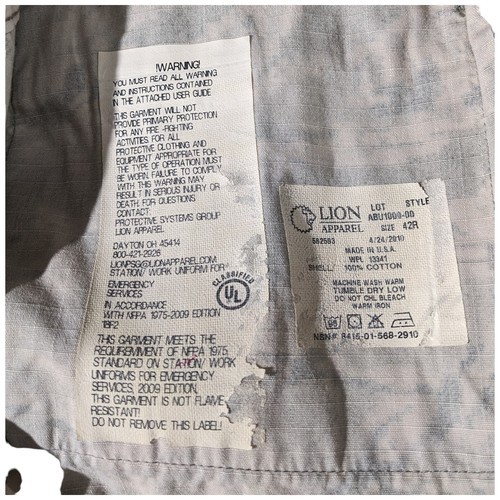 !WARNING!
YOU MUST READ ALL WARNING
AND INSTRUCTIONS CONTAINED
IN THE ATTACHED USER GUIDE
THIS GARMENT WILL NOT
PROVIDE PRIMARY PROTECTION
FOR ANY FIRE -FIGHTING
ACTIVITIES. FOR ALL
PROTECTIVE CLOTHING AND
EQUIPMENT APPROPRIATE FOR
THE TYPE OF OPERATION MUST
BE WORN. FAILURE TO COMPLY
WITH THIS WARNING MAY
RESULT IN SERIOUS INJURY OR
DEATH. FOR QUESTIONS
CONTACT:
PROTECTIVE SYSTEMS GROUP
LION APPAREL
DAYTON OH 45414
800-421-2926
LIONPSG@LIONAPPAREL.COM
STATION/ WORK UNIFORM FOR
EMERGENCY
SERVICES
IN ACCORDANCE
WITH NFPA 1975-2009 EDITION
18F2
CLASSIFIED
UL
THIS GARMENT MEETS THE
REQUIREMMENT OF NFPA 1975,
STANDARD ON STATION/ WORK
UNIFORMS FOR EMERGENCY
SERVICES, 2009 EDITION.
THIS GARMENT IS NOT FLAME
RESISTANT!
DO NOT REMOVE THIS LABEL!
LION
APPAREL
LOT STYLE
ABU1000-00
SIZE 42R
562593 4/24/2010
MADE IN U.S.A.
WPL 13341
SHELL: 100% COTTON
MACHINE WASH WARM
TUMBLE DRY LOW
DO NOT CHL BLEACH
WARM IRON
NSN# 8415-01-568-2910